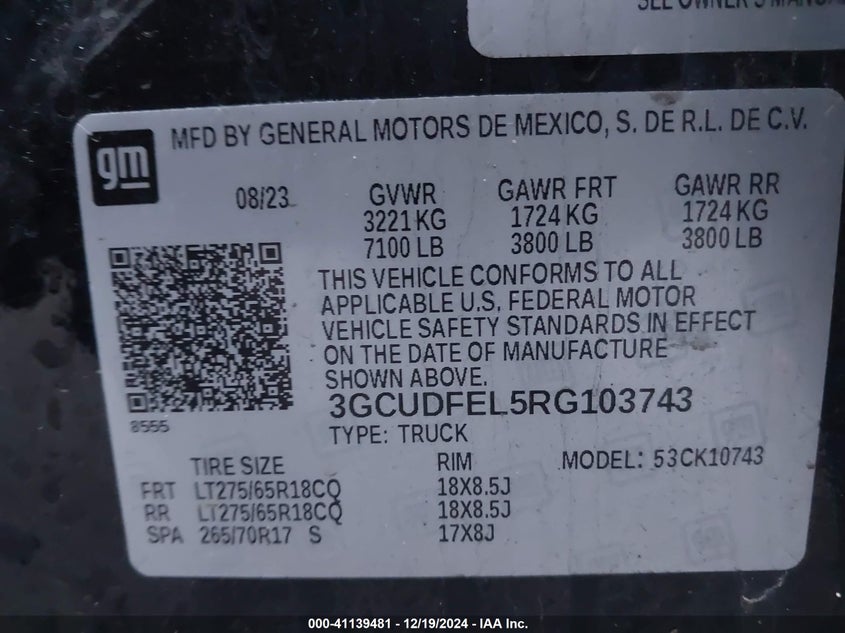 SEE OWNER'S MANUAL
gm
MFD BY GENERAL MOTORS DE MEXICO, S. DE R.L. DE C.V.
08/23 GVWR GAWR FRT GAWR RR
3221 KG 1724 KG 1724 KG
7100 LB 3800 LB 3800 LB
THIS VEHICLE CONFORMS TO ALL
APPLICABLE U.S. FEDERAL MOTOR
VEHICLE SAFETY STANDARDS IN EFFECT
ON THE DATE OF MANUFACTURE
SHOWN ABOVE.
3GCUDFEL5RG103743
8555
TYPE: TRUCK
TIRE SIZE RIM MODEL: 53CK10743
FRT LT275/65R18CQ 18X8.5J
RR LT275/65R18CQ 18X8.5J
SPA 265/70R17 S 17X8J
000-41139481 - 12/19/2024 - IAA Inc.